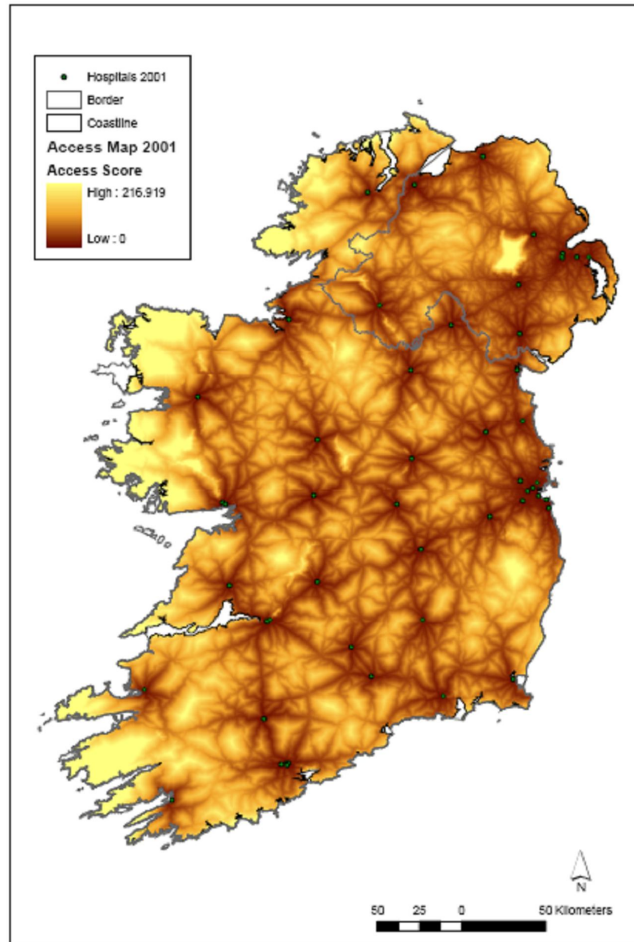 Hospitals 2001
Border
Coastline
Access Map 2001
Access Score
High : 216.919
Low : 0
N
50 25 0 50 Kilometers